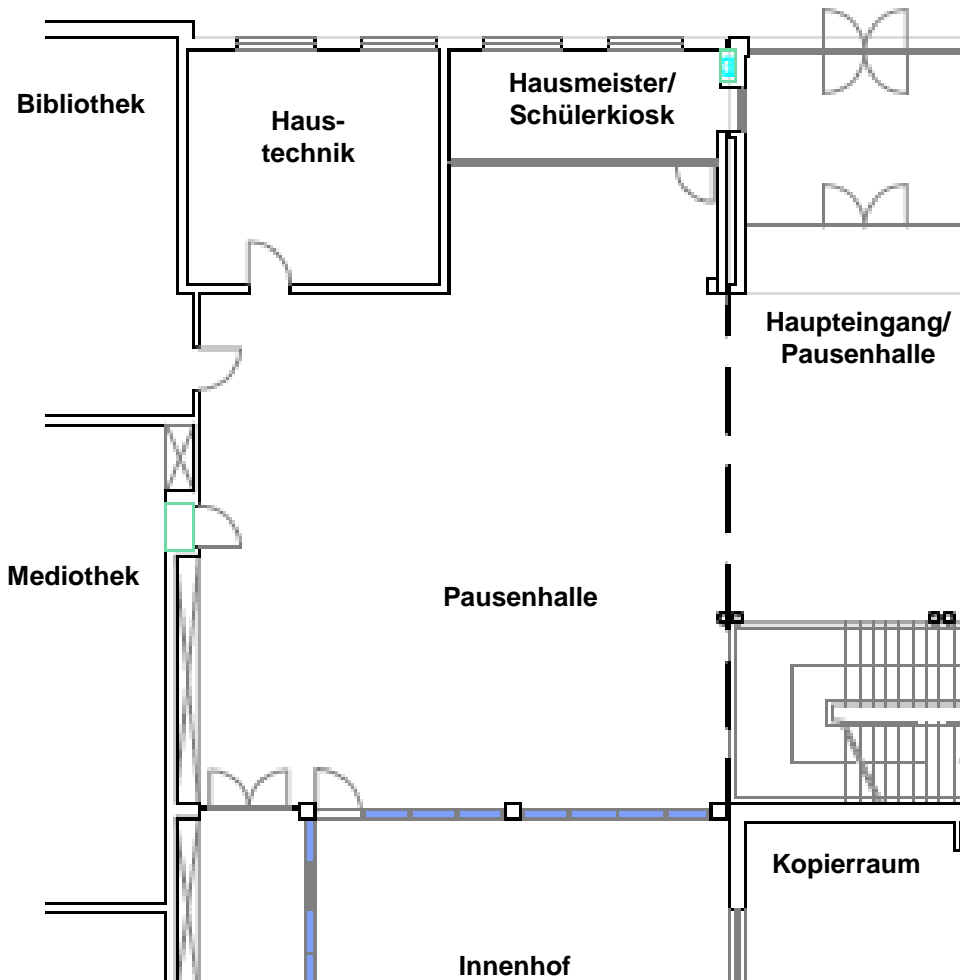 Bibliothek
Haus-
technik
Hausmeister/
Schülerkiosk
Haupteingang/
Pausenhalle
Mediothek
Pausenhalle
Kopierraum
Innenhof